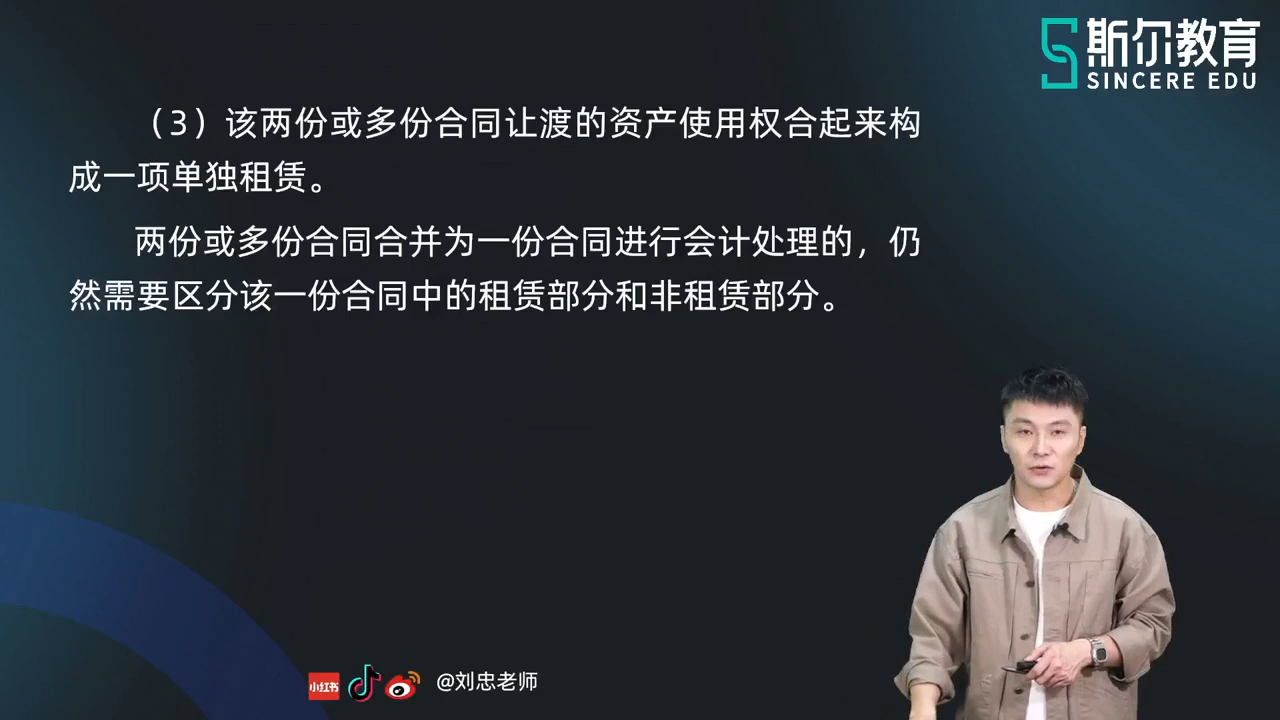 斯尔教育
SINCERE EDU
（3）该两份或多份合同让渡的资产使用权合起来构
成一项单独租赁。
两份或多份合同合并为一份合同进行会计处理的，仍
然需要区分该一份合同中的租赁部分和非租赁部分。
小红书
@刘忠老师